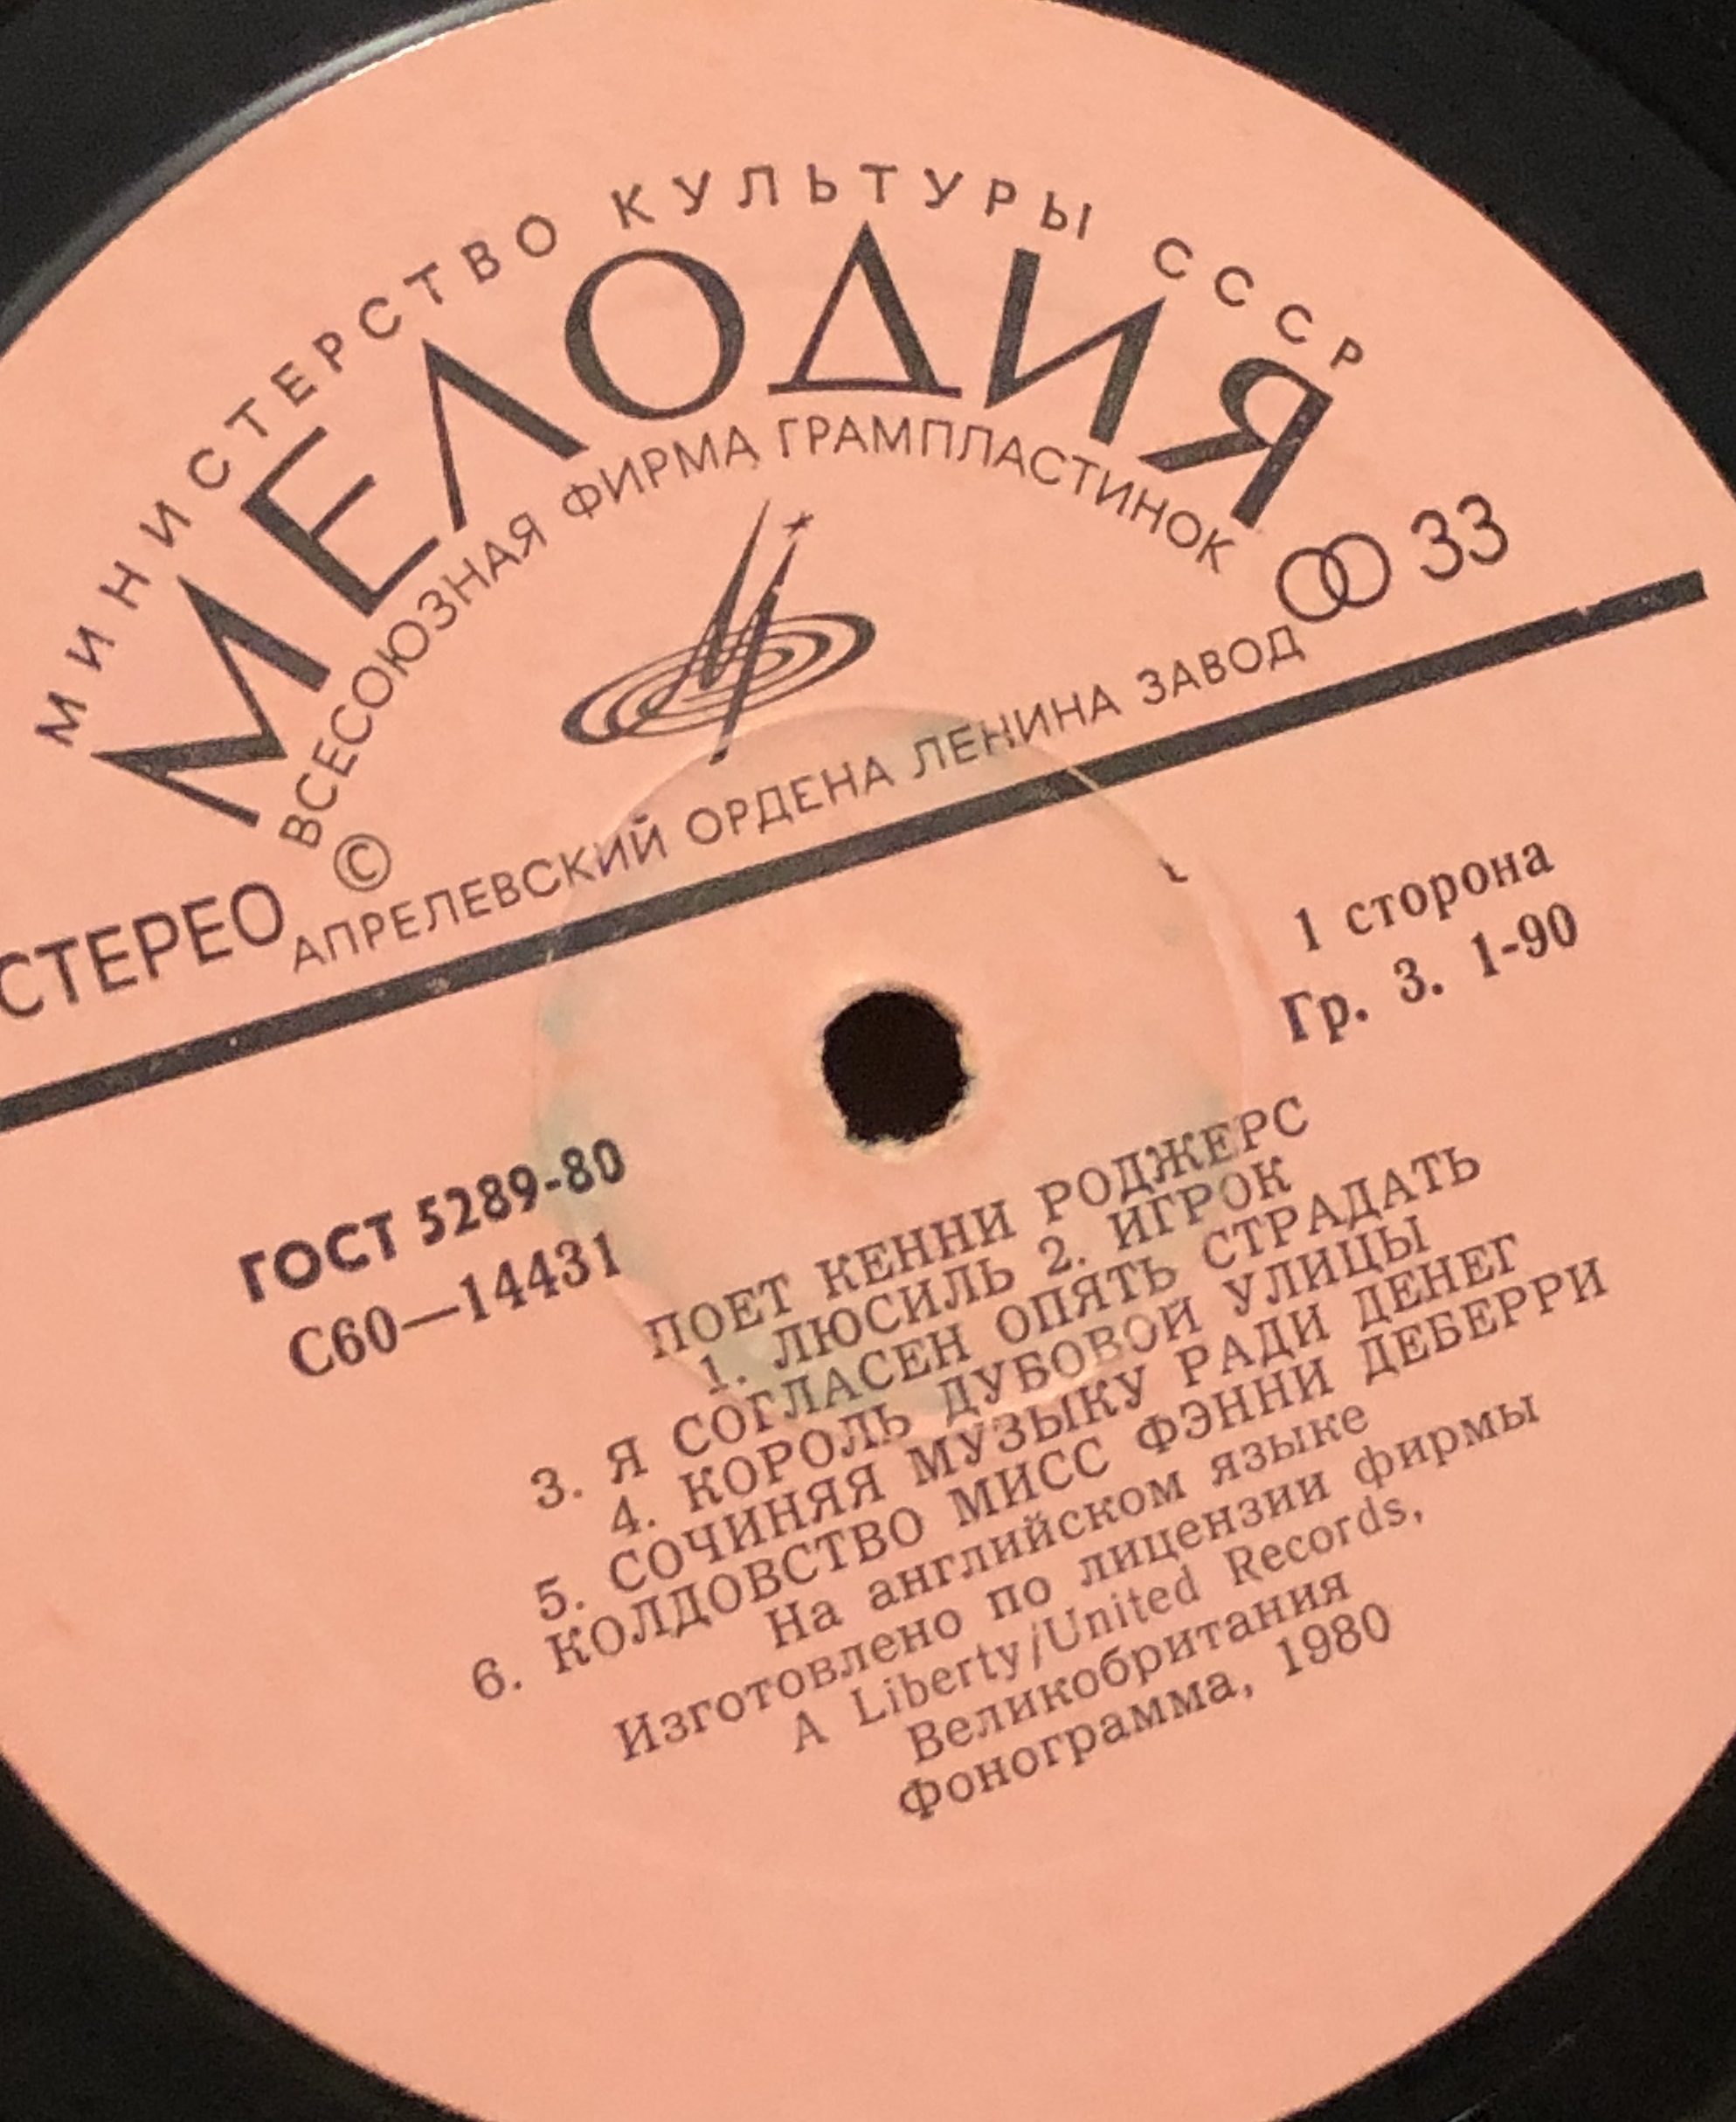 МИНИСТЕРСТВО КУЛЬТУРЫ СССР
МЕЛОДИЯ
ВСЕСОЮЗНАЯ ФИРМА ГРАМПЛАСТИНОК
33
СТЕРЕО ©
АПРЕЛЕВСКИЙ ОРДЕНА ЛЕНИНА ЗАВОД
1 сторона
Гр. 3. 1-90
ГОСТ 5289-80
С60—14431
ПОЕТ КЕННИ РОДЖЕРС
1. ЛЮСИЛЬ 2. ИГРОК
3. Я СОГЛАСЕН ОПЯТЬ СТРАДАТЬ
4. КОРОЛЬ ДУБОВОЙ УЛИЦЫ
5. СОЧИНЯЯ МУЗЫКУ РАДИ ДЕНЕГ
6. КОЛДОВСТВО МИСС ФЭННИ ДЕБЕРРИ
На английском языке
Изготовлено по лицензии фирмы
A Liberty/United Records,
Великобритания
Фонограмма, 1980